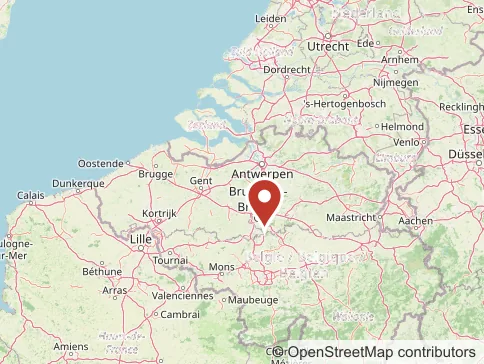 Leiden
Utrecht
Ede
Arnhem
Dordrecht
Nijmegen
's-Hertogenbosch
Recklingh
Helmond
Venlo
Esse
Düssel
Oostende
Brugge
Gent
Antwerpen
Calais
Dunkerque
Kortrijk
Maastricht
Aachen
Lille
Tournai
Mons
Béthune
Arras
Valenciennes
Maubeuge
Cambrai
Amiens
© OpenStreetMap contributors